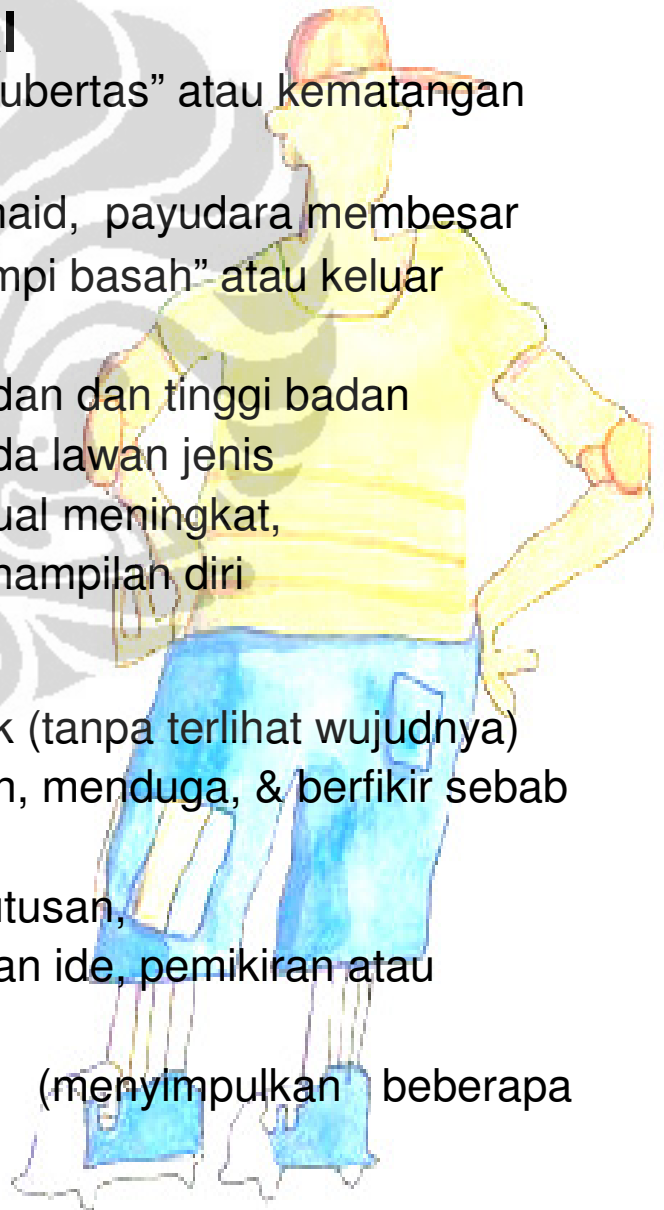 l
ubertas” atau kematangan
naid, payudara membesar
mpi basah” atau keluar
dan dan tinggi badan
da lawan jenis
ual meningkat,
nampilan diri
k (tanpa terlihat wujudnya)
n, menduga, & berfikir sebab
utusan,
an ide, pemikiran atau
(menyimpulkan beberapa